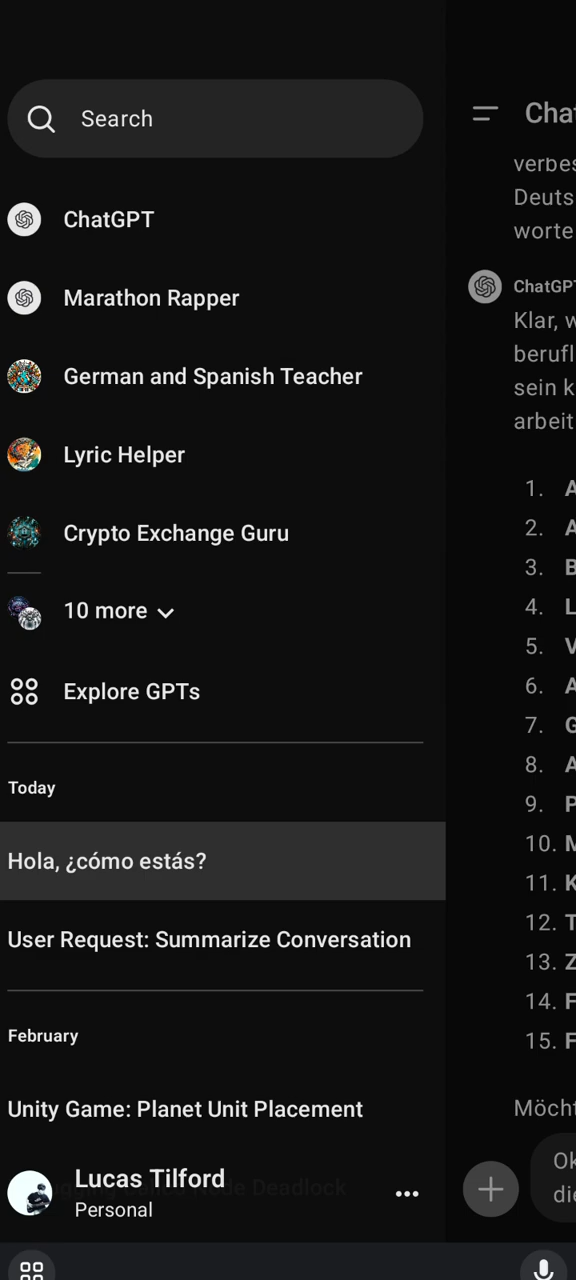 Search
ChatGPT
Marathon Rapper
German and Spanish Teacher
Lyric Helper
Crypto Exchange Guru
10 more
Explore GPTs
Today
Hola, ¿cómo estás?
User Request: Summarize Conversation
February
Unity Game: Planet Unit Placement
Node Deadlock
Lucas Tilford
Personal
Cha
verbes
Deuts
worte
ChatGPT
Klar, w
berufl
sein k
arbeit
1. A
2. A
3. B
4. L
5. V
6. A
7. G
8. A
9. P
10. M
11. K
12. T
13. Z
14. F
15. F
Möcht
Ok
die